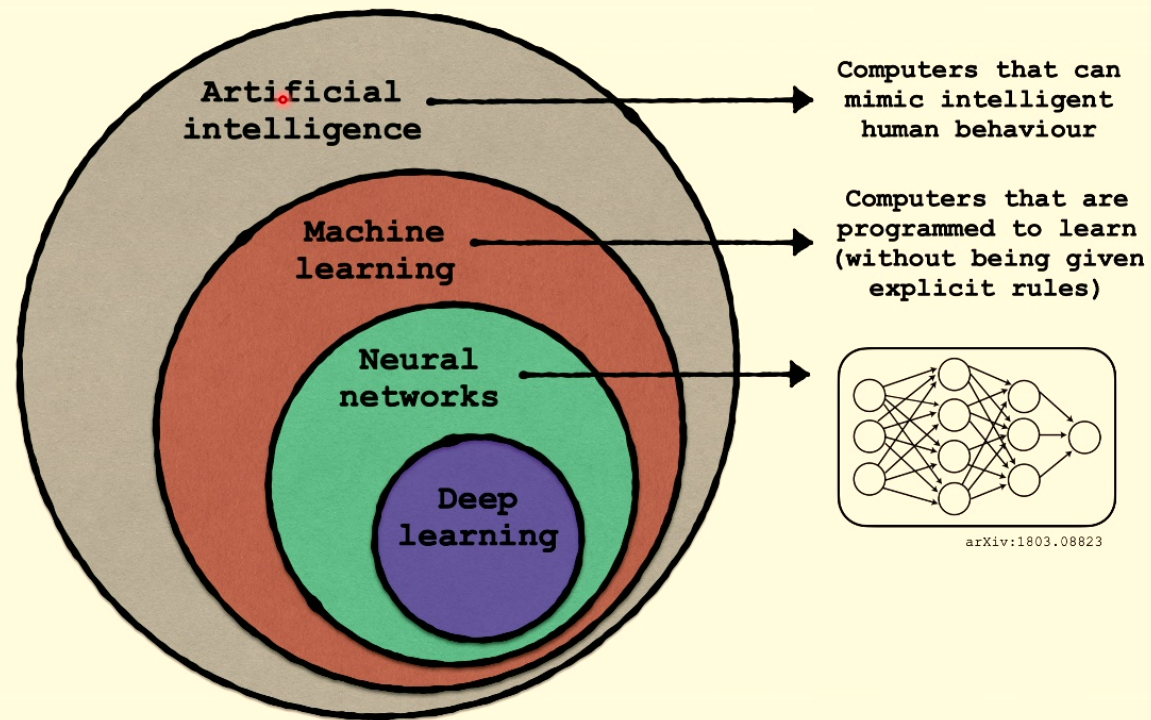 Artificial
intelligence
Computers that can
mimic intelligent
human behaviour
Machine
learning
Computers that are
programmed to learn
(without being given
explicit rules)
Neural
networks
Deep
learning
arXiv:1803.08823